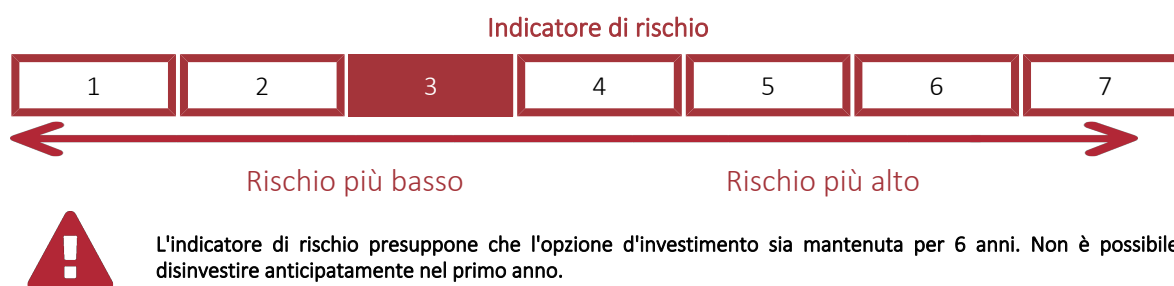 Indicatore di rischio
1 2 3 4 5 6 7
Rischio più basso Rischio più alto
L'indicatore di rischio presuppone che l'opzione d'investimento sia mantenuta per 6 anni. Non è possibile
disinvestire anticipatamente nel primo anno.